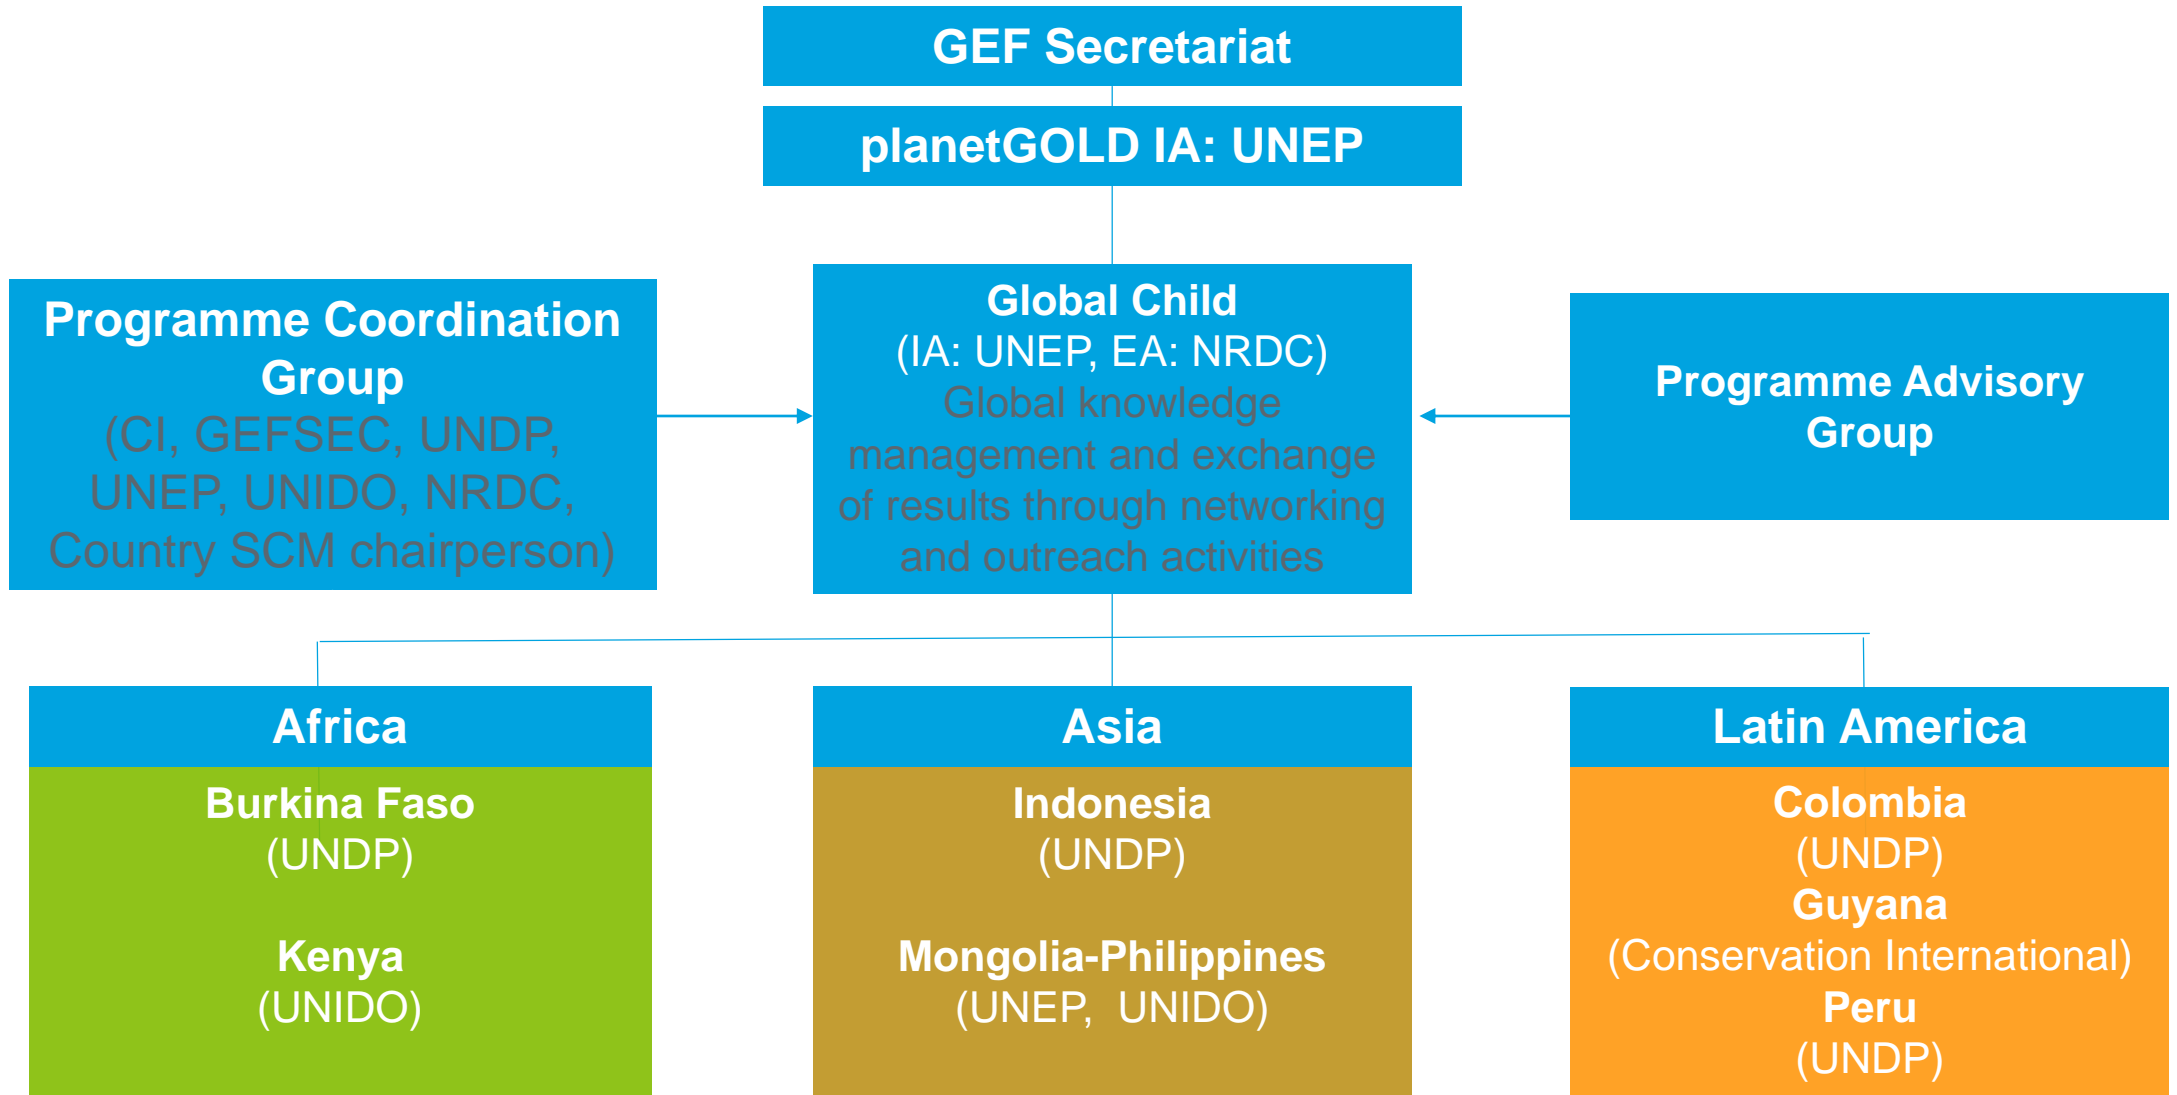 GEF Secretariat
planetGOLD IA: UNEP
Programme Coordination
Group
(CI, GEFSEC, UNDP,
UNEP, UNIDO, NRDC,
Country SCM chairperson)
Global Child
(IA: UNEP, EA: NRDC)
Global knowledge
management and exchange
of results through networking
and outreach activities
Programme Advisory
Group
Africa
Burkina Faso
(UNDP)
Kenya
(UNIDO)
Asia
Indonesia
(UNDP)
Mongolia-Philippines
(UNEP, UNIDO)
Latin America
Colombia
(UNDP)
Guyana
(Conservation International)
Peru
(UNDP)